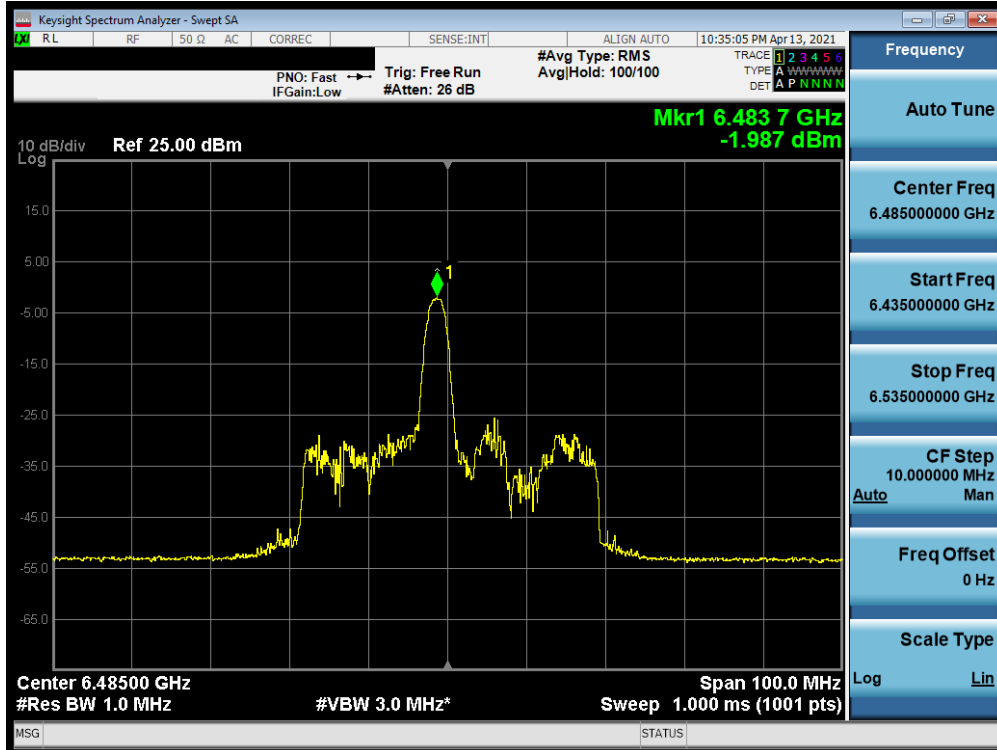 Keysight Spectrum Analyzer - Swept SA
LXI RL RF 50 Ω AC CORREC SENSE:INT ALIGN AUTO 10:35:05 PM Apr 13, 2021
PNO: Fast
IFGain:Low
Trig: Free Run
#Atten: 26 dB
#Avg Type: RMS
Avg|Hold: 100/100
TRACE 1 2 3 4 5 6
TYPE A WWWWW
DET A P N N N N
Mkr1 6.483 7 GHz
-1.987 dBm
10 dB/div Ref 25.00 dBm
Log
15.0
5.00
-5.00
-15.0
-25.0
-35.0
-45.0
-55.0
-65.0
1
Center 6.48500 GHz Span 100.0 MHz
#Res BW 1.0 MHz #VBW 3.0 MHz* Sweep 1.000 ms (1001 pts)
MSG STATUS
Frequency
Auto Tune
Center Freq
6.485000000 GHz
Start Freq
6.435000000 GHz
Stop Freq
6.535000000 GHz
CF Step
10.000000 MHz
Auto Man
Freq Offset
0 Hz
Scale Type
Log Lin